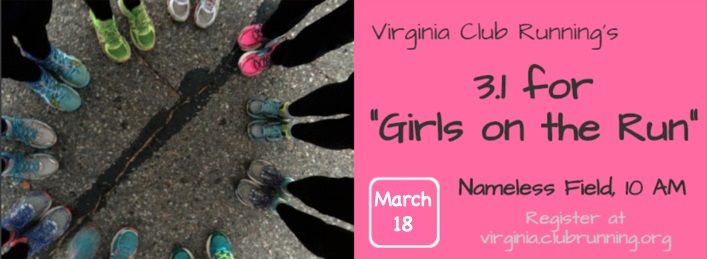 Virginia Club Running's
3.1 for
"Girls on the Run"
March
18
Nameless Field, 10 AM
Register at
virginia.clubrunning.org